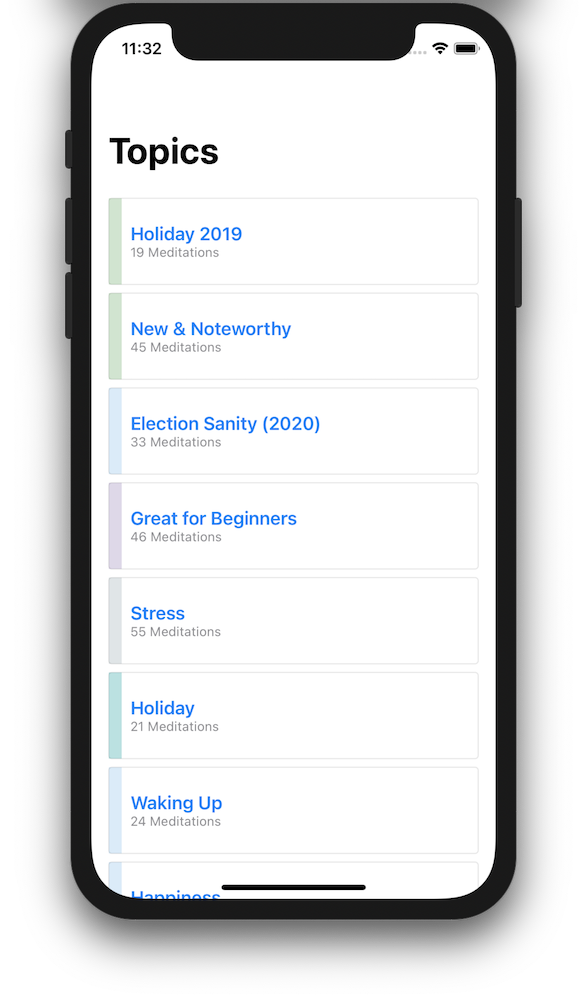 11:32
Topics
Holiday 2019
19 Meditations
New & Noteworthy
45 Meditations
Election Sanity (2020)
33 Meditations
Great for Beginners
46 Meditations
Stress
55 Meditations
Holiday
21 Meditations
Waking Up
24 Meditations
Happiness